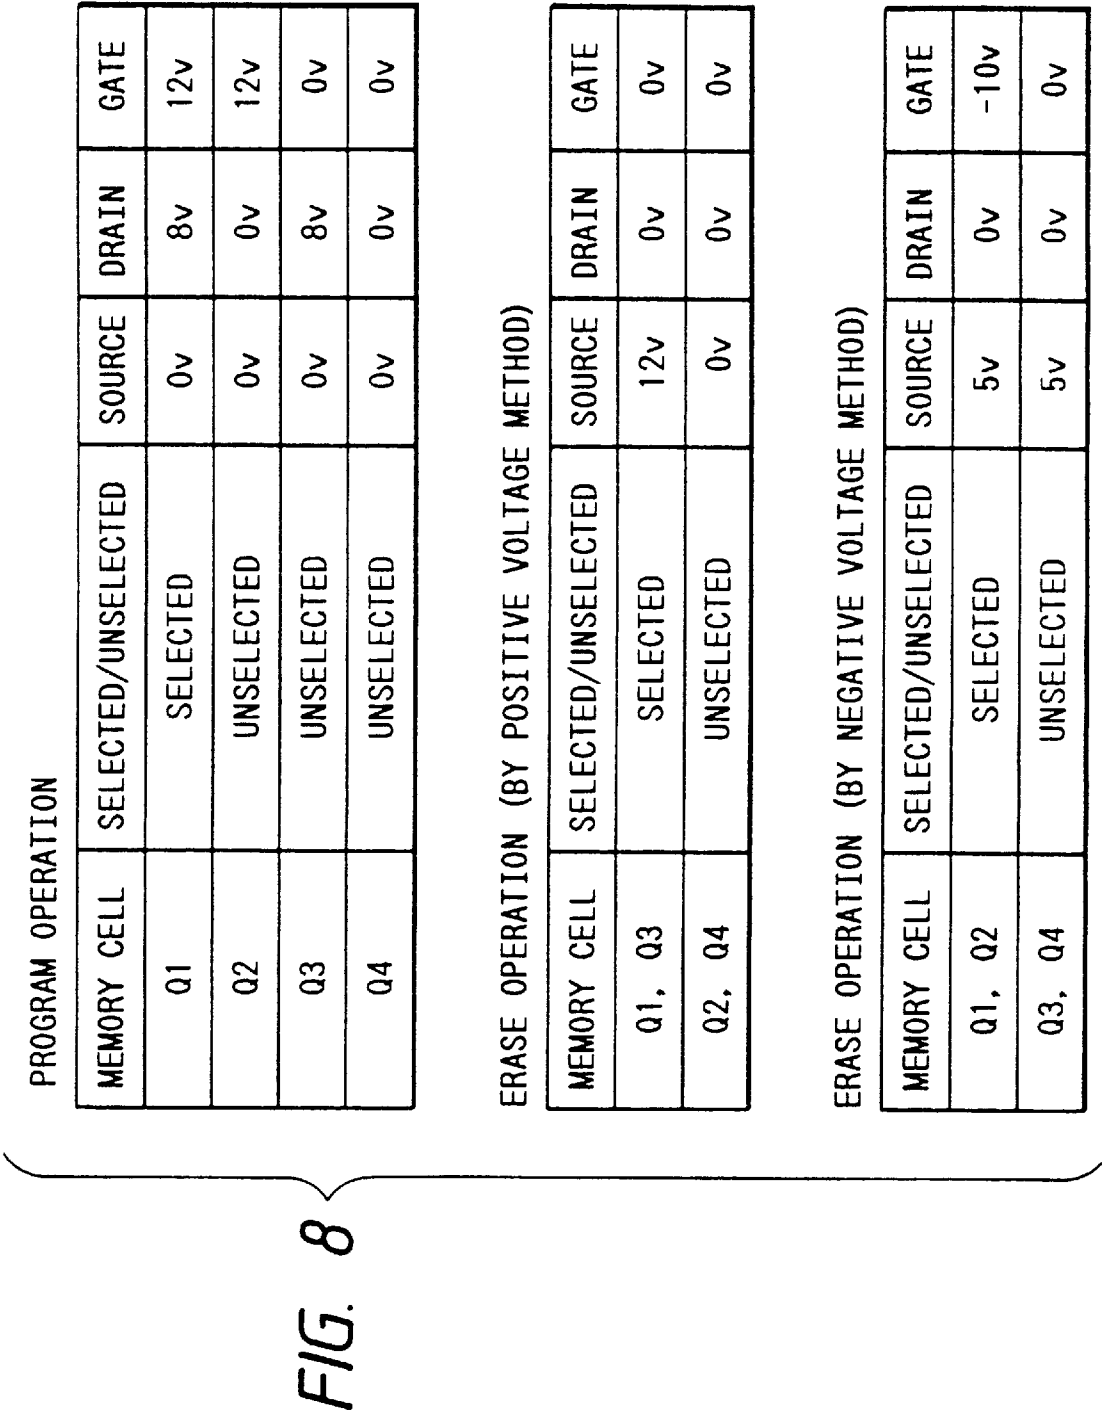 FIG. 8
PROGRAM OPERATION
MEMORY CELL SELECTED/UNSELECTED SOURCE DRAIN GATE
Q1 SELECTED 0v 8v 12v
Q2 UNSELECTED 0v 0v 12v
Q3 UNSELECTED 0v 8v 0v
Q4 UNSELECTED 0v 0v 0v
ERASE OPERATION (BY POSITIVE VOLTAGE METHOD)
MEMORY CELL SELECTED/UNSELECTED SOURCE DRAIN GATE
Q1, Q3 SELECTED 12v 0v 0v
Q2, Q4 UNSELECTED 0v 0v 0v
ERASE OPERATION (BY NEGATIVE VOLTAGE METHOD)
MEMORY CELL SELECTED/UNSELECTED SOURCE DRAIN GATE
Q1, Q2 SELECTED 5v 0v -10v
Q3, Q4 UNSELECTED 5v 0v 0v